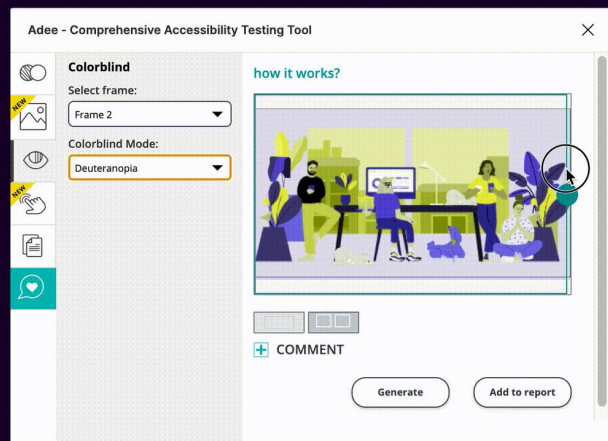 Adee - Comprehensive Accessibility Testing Tool
Colorblind
Select frame:
Frame 2
Colorblind Mode:
Deuteranopia
NEW
NEW
how it works?
COMMENT
Generate
Add to report